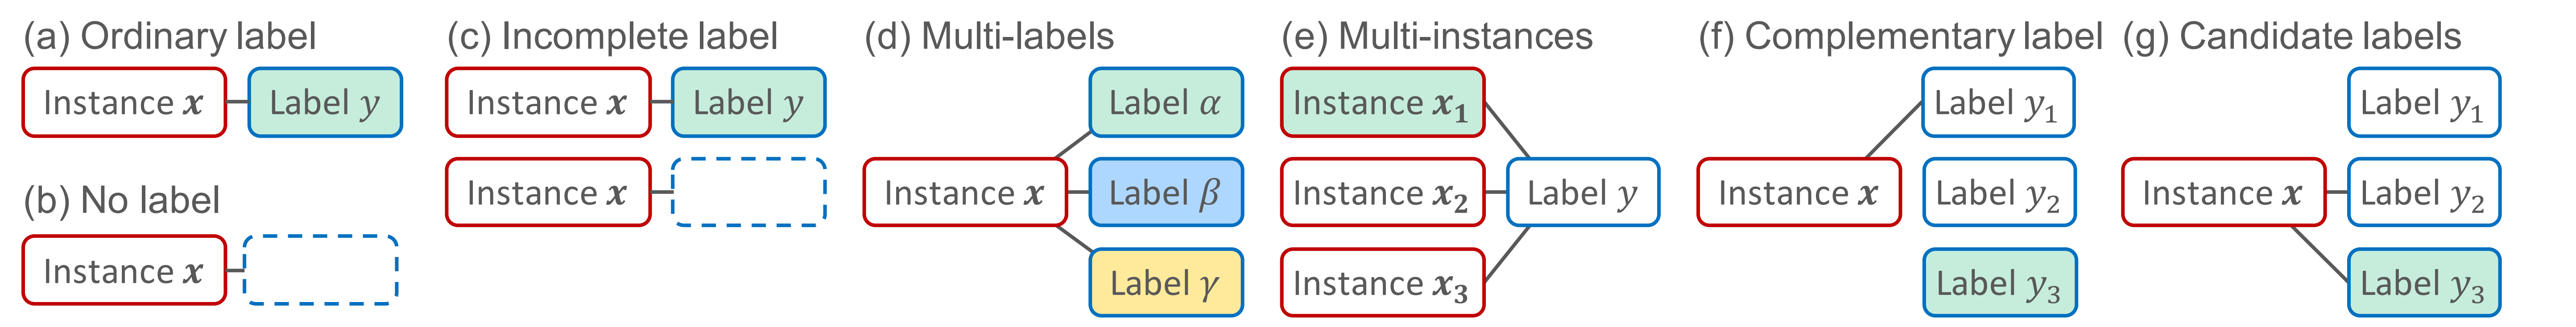 (a) Ordinary label
Instance x
Label y
(b) No label
Instance x
(c) Incomplete label
Instance x
Label y
Instance x
(d) Multi-labels
Instance x
Label α
Label β
Label γ
(e) Multi-instances
Instance x₁
Instance x₂
Instance x₃
Label y
(f) Complementary label
Instance x
Label y₁
Label y₂
Label y₃
(g) Candidate labels
Instance x
Label y₁
Label y₂
Label y₃